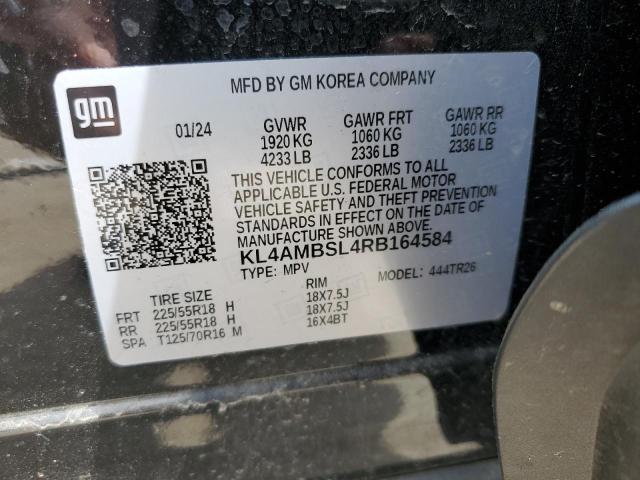 MFD BY GM KOREA COMPANY
gm
01/24 GVWR GAWR FRT GAWR RR
1920 KG 1060 KG 1060 KG
4233 LB 2336 LB 2336 LB
THIS VEHICLE CONFORMS TO ALL
APPLICABLE U.S. FEDERAL MOTOR
VEHICLE SAFETY AND THEFT PREVENTION
STANDARDS IN EFFECT ON THE DATE OF
MANUFACTURE SHOWN ABOVE.
KL4AMBSL4RB164584
TYPE: MPV MODEL: 444TR26
TIRE SIZE RIM
FRT 225/55R18 H 18X7.5J
RR 225/55R18 H 18X7.5J
SPA T125/70R16 M 16X4BT